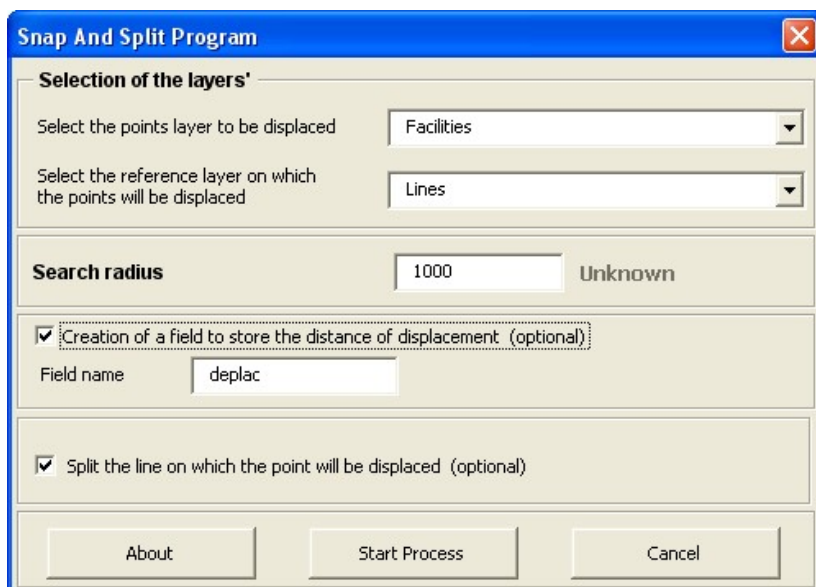 Snap And Split Program
Selection of the layers'
Select the points layer to be displaced
Facilities
Select the reference layer on which
the points will be displaced
Lines
Search radius
1000
Unknown
Creation of a field to store the distance of displacement (optional)
Field name
deplac
Split the line on which the point will be displaced (optional)
About
Start Process
Cancel